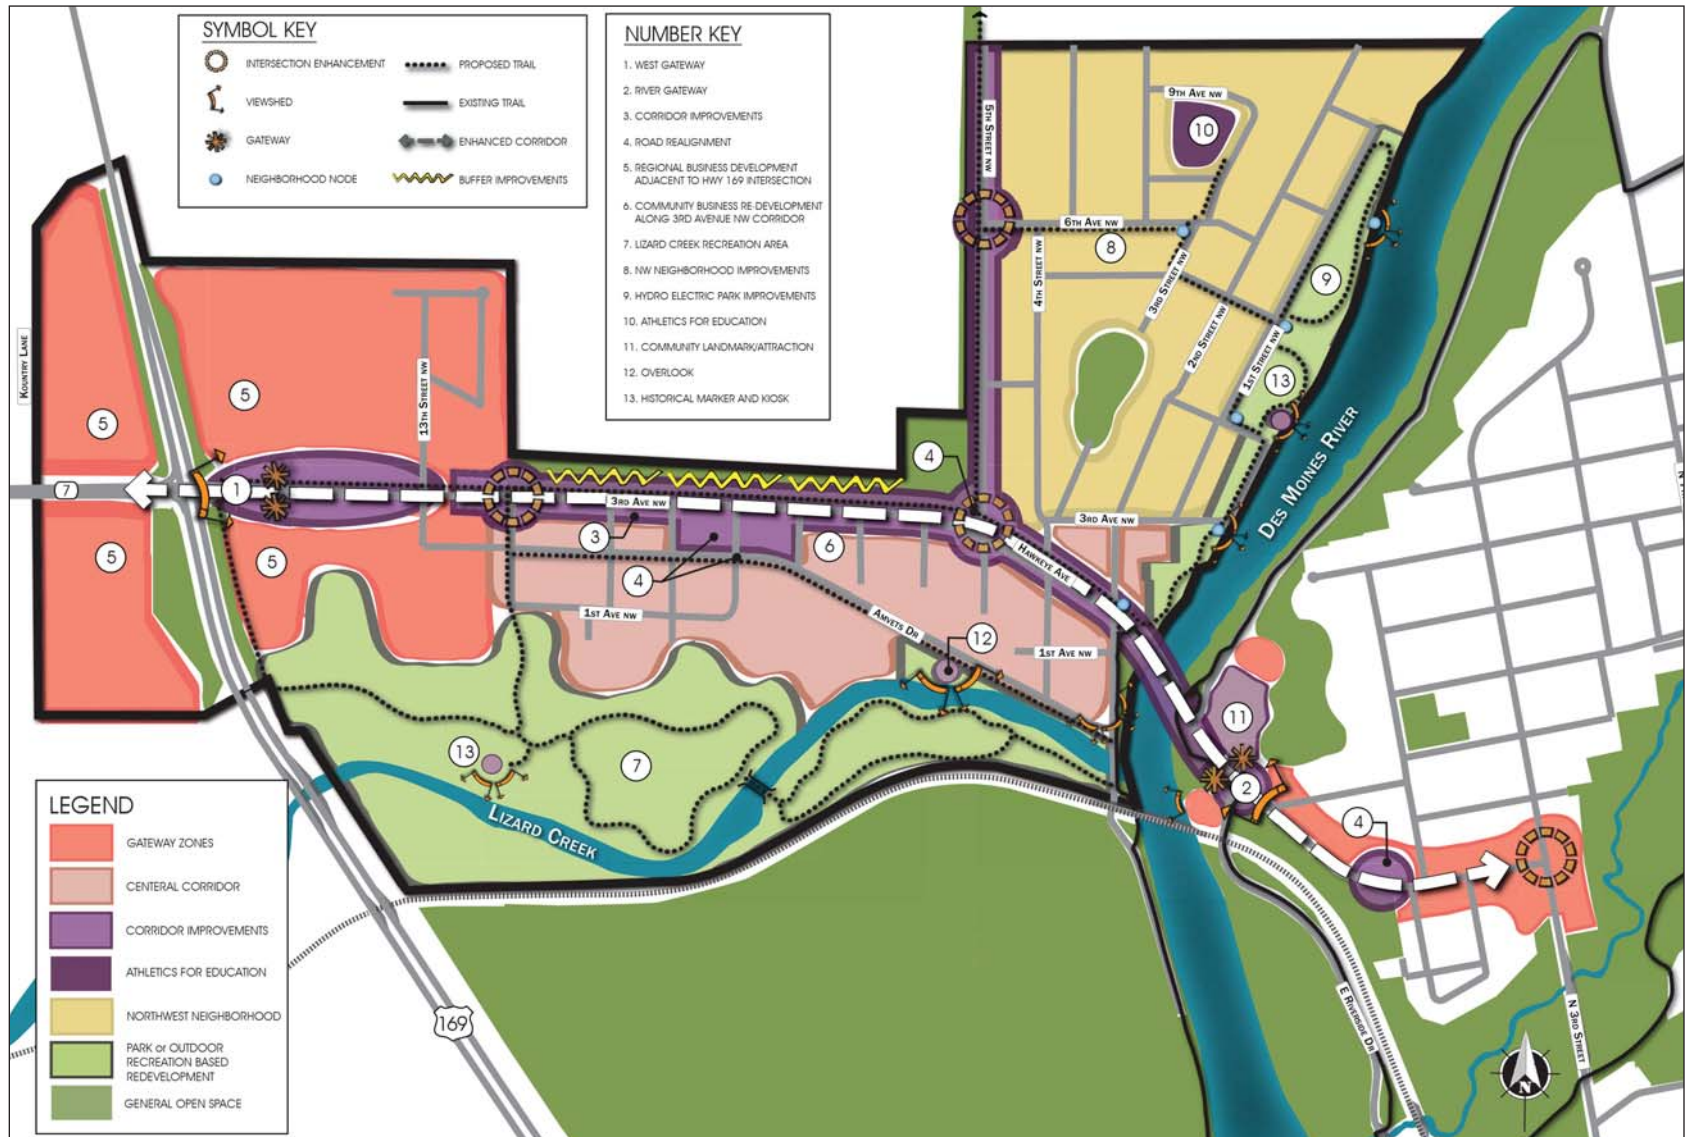 SYMBOL KEY
INTERSECTION ENHANCEMENT
PROPOSED TRAIL
VIEWSHED
EXISTING TRAIL
GATEWAY
ENHANCED CORRIDOR
NEIGHBORHOOD NODE
BUFFER IMPROVEMENTS
NUMBER KEY
1. WEST GATEWAY
2. RIVER GATEWAY
3. CORRIDOR IMPROVEMENTS
4. ROAD REALIGNMENT
5. REGIONAL BUSINESS DEVELOPMENT
ADJACENT TO HWY 169 INTERSECTION
6. COMMUNITY BUSINESS RE-DEVELOPMENT
ALONG 3RD AVENUE NW CORRIDOR
7. LIZARD CREEK RECREATION AREA
8. NW NEIGHBORHOOD IMPROVEMENTS
9. HYDRO ELECTRIC PARK IMPROVEMENTS
10. ATHLETICS FOR EDUCATION
11. COMMUNITY LANDMARK/ATTRACTION
12. OVERLOOK
13. HISTORICAL MARKER AND KIOSK
9TH AVE NW
10
5TH STREET NW
6TH AVE NW
8
4TH STREET NW
3RD STREET NW
9
2ND STREET NW
1ST STREET NW
13
DES MOINES RIVER
KOUNTRY LANE
5
5
13TH STREET NW
4
7
1
3RD AVE NW
3RD AVE NW
3
6
HAWKEYE AVE
5
5
4
1ST AVE NW
AMVETS DR
12
1ST AVE NW
11
13
7
2
LIZARD CREEK
4
LEGEND
GATEWAY ZONES
CENTRAL CORRIDOR
CORRIDOR IMPROVEMENTS
ATHLETICS FOR EDUCATION
NORTHWEST NEIGHBORHOOD
PARK or OUTDOOR
RECREATION BASED
REDEVELOPMENT
GENERAL OPEN SPACE
169
E RIVERSIDE DR
N 3RD STREET
N